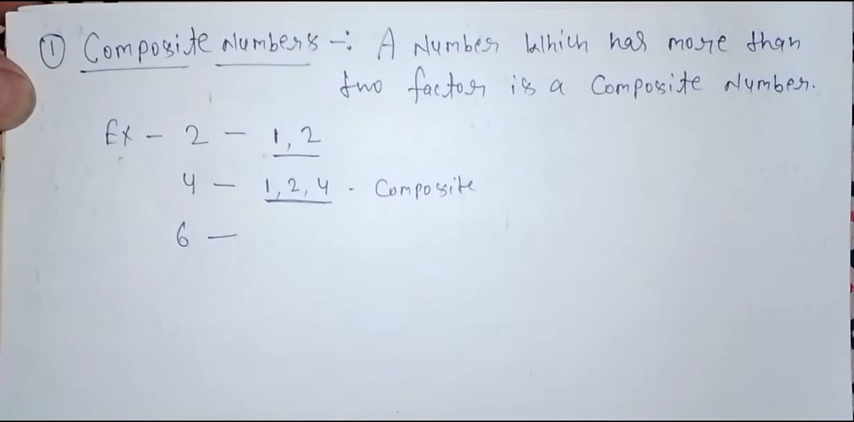 ① Composite Numbers -: A Number Which has more than
two factor is a Composite Number.
Ex - 2 - 1, 2
4 - 1, 2, 4 - Composite
6 -